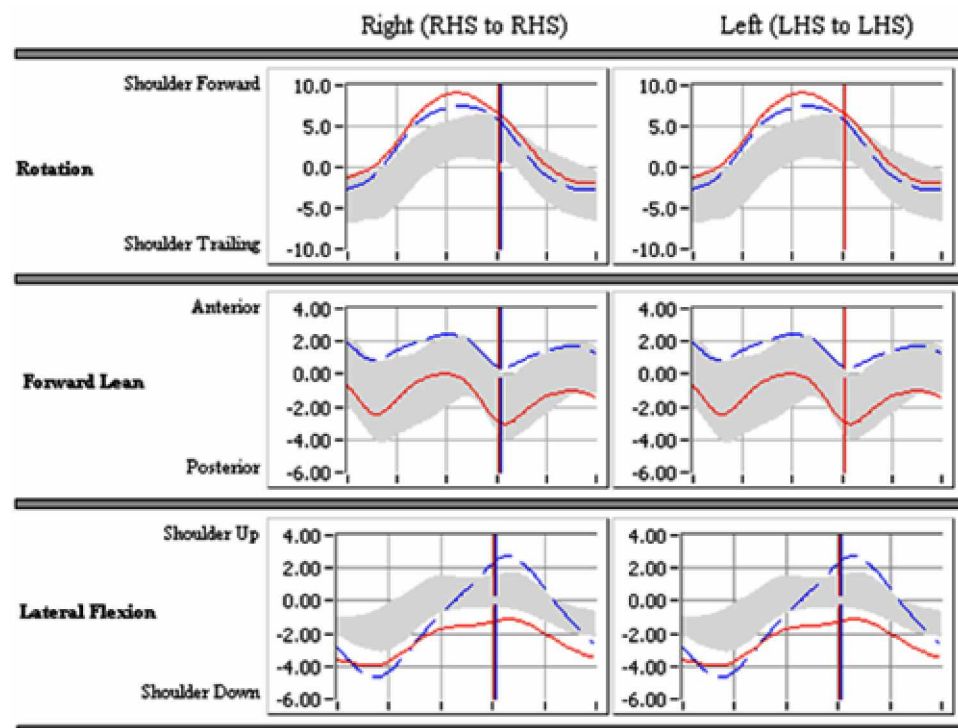 Right (RHS to RHS) Left (LHS to LHS)
Shoulder Forward
10.0 10.0
5.0 5.0
Rotation 0.0 0.0
-5.0 -5.0
Shoulder Trailing
-10.0 -10.0
Anterior 4.00 4.00
2.00 2.00
Forward Lean 0.00 0.00
-2.00 -2.00
-4.00 -4.00
Posterior -6.00 -6.00
Shoulder Up 4.00 4.00
2.00 2.00
Lateral Flexion 0.00 0.00
-2.00 -2.00
-4.00 -4.00
Shoulder Down -6.00 -6.00